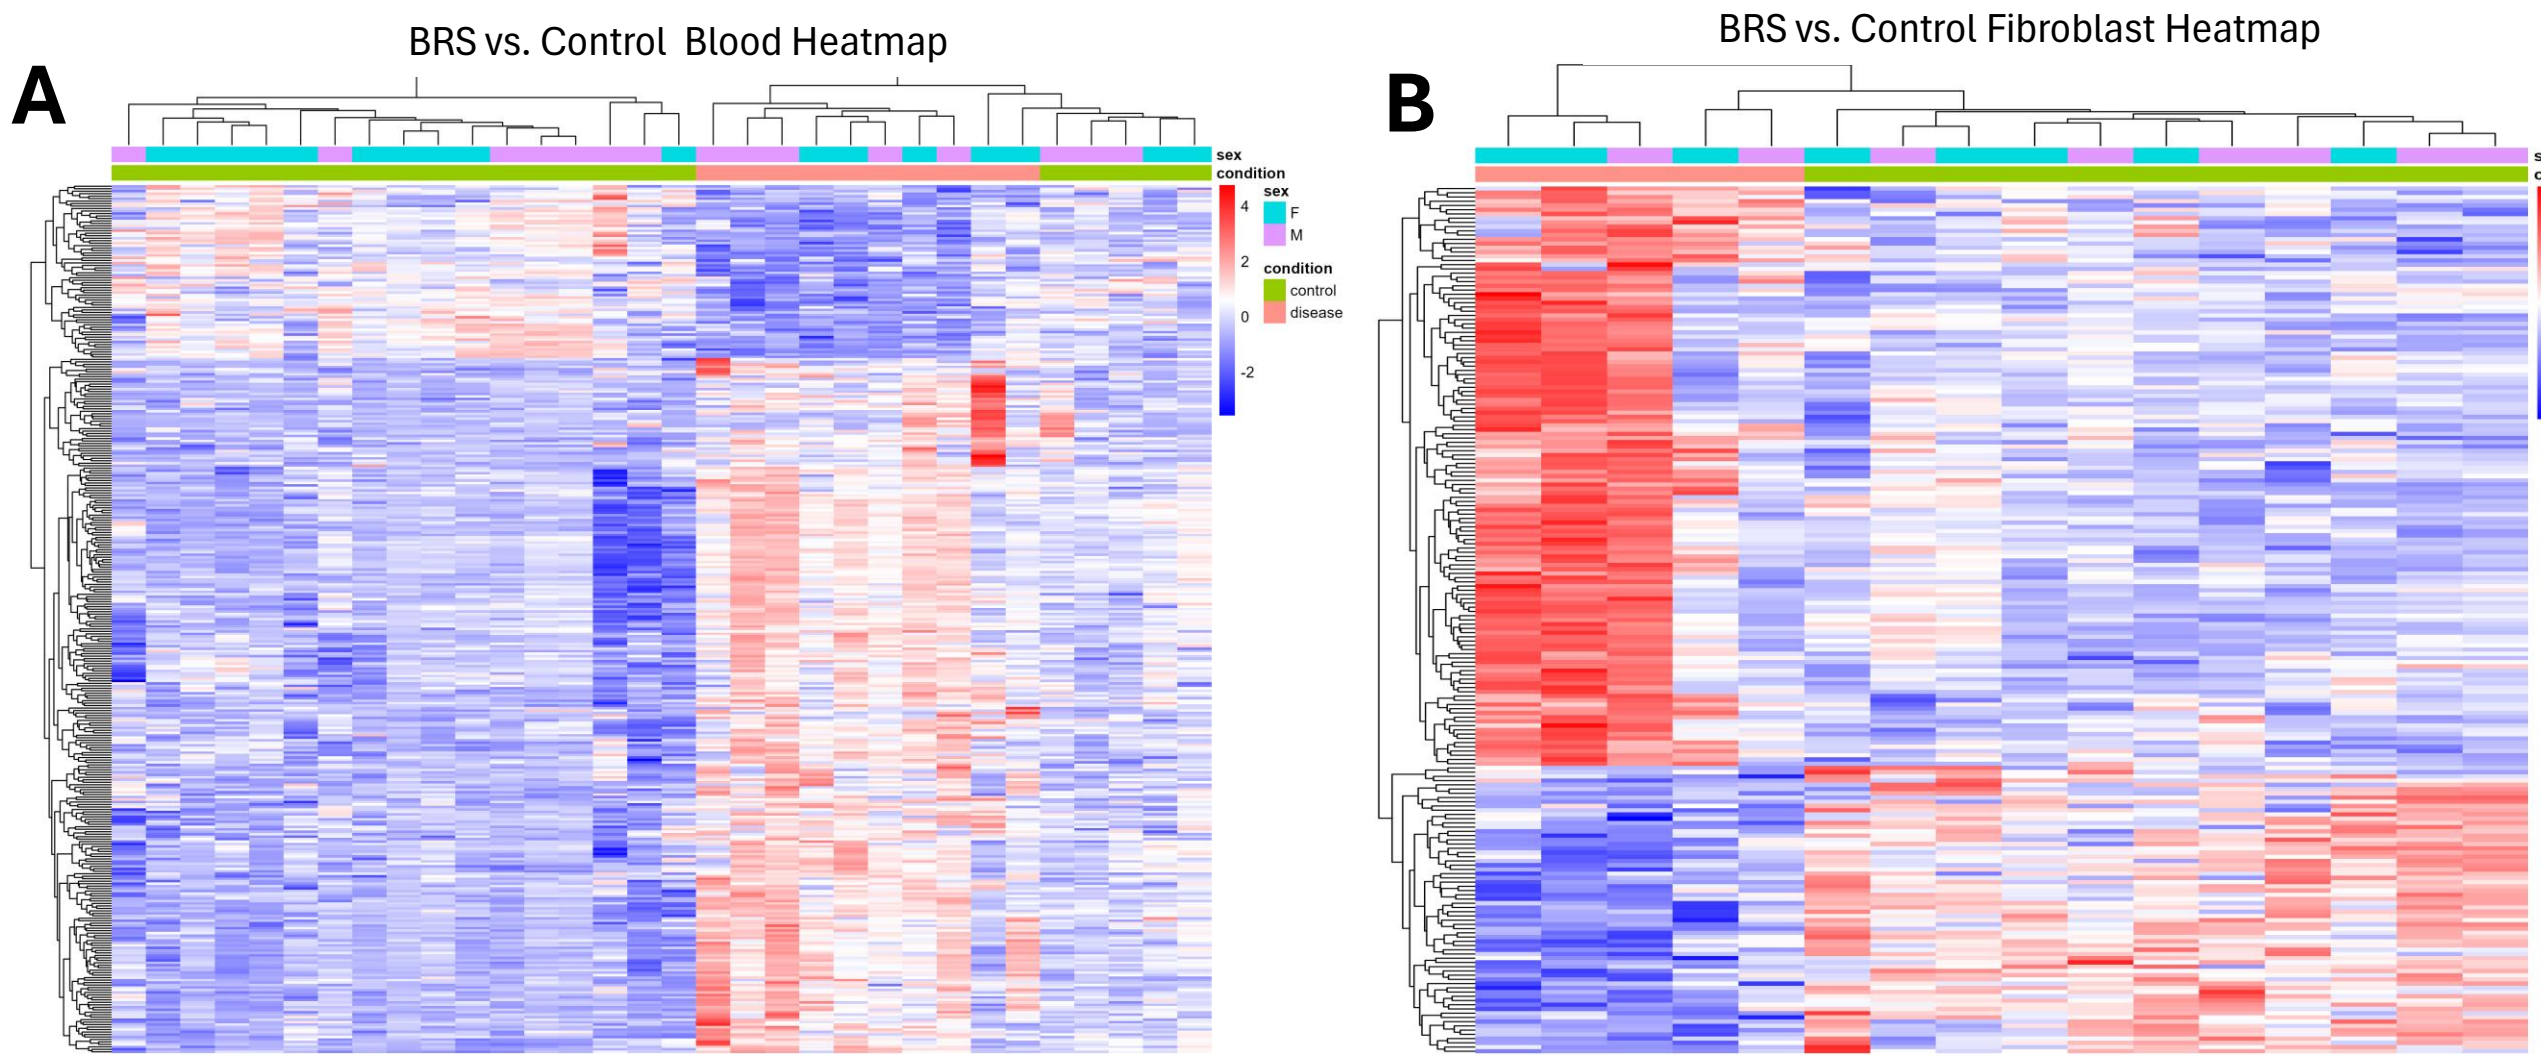 BRS vs. Control Blood Heatmap
BRS vs. Control Fibroblast Heatmap
A
B
sex
condition
sex
F
M
condition
control
disease
4
2
0
-2
s
c